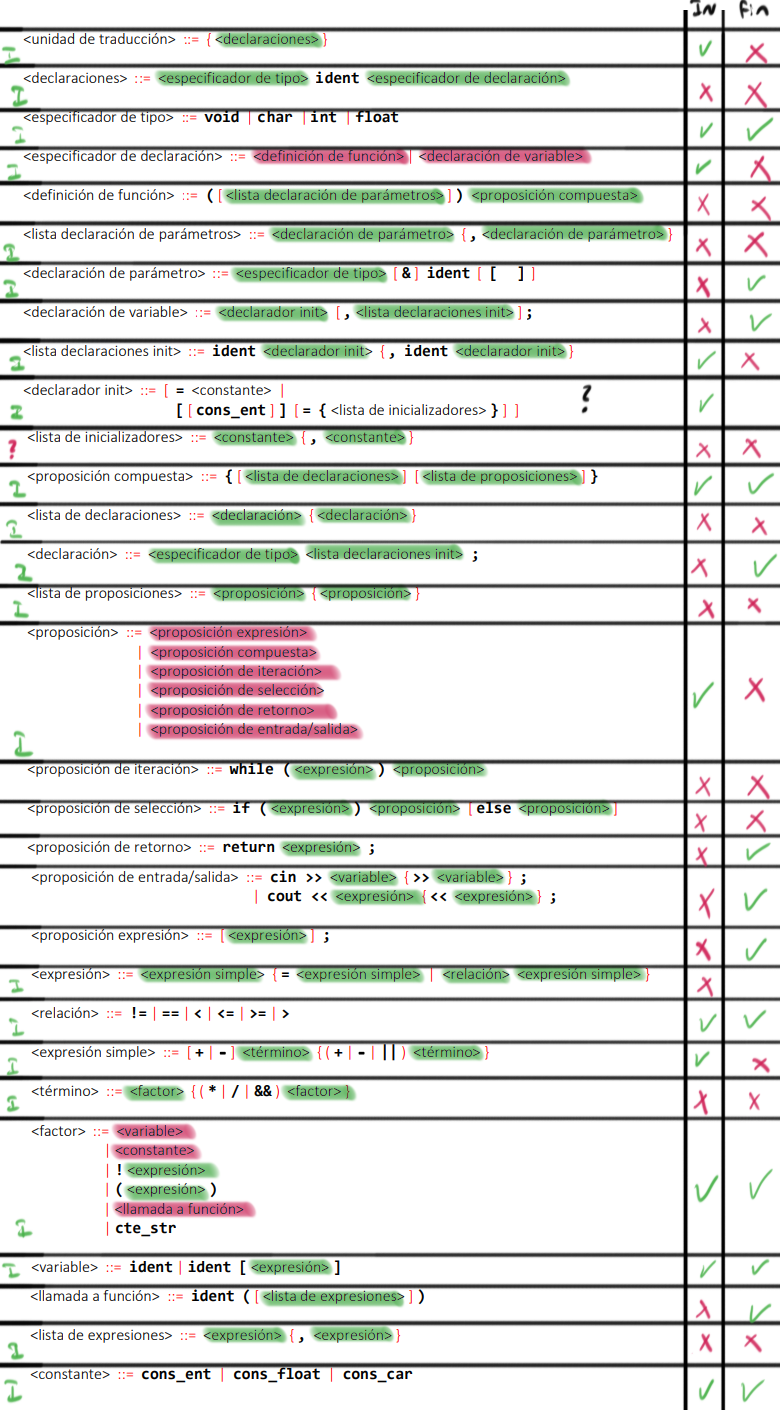 IN Fin
<unidad de traducción> ::= { <declaraciones>}
I
<declaraciones> ::= <especificador de tipo> ident <especificador de declaración>
I
<especificador de tipo> ::= void | char | int | float
I
<especificador de declaración> ::= <definición de función>| <declaración de variable>
I
<definición de función> ::= ( [ <lista declaración de parámetros> ] ) <proposición compuesta>
<lista declaración de parámetros> ::= <declaración de parámetro> { , <declaración de parámetro>}
I
<declaración de parámetro> ::= <especificador de tipo> [ & ] ident [ [ ] ]
I
<declaración de variable> ::= <declarador init> [ , <lista declaraciones init> ] ;
<lista declaraciones init> ::= ident <declarador init> { , ident <declarador init> }
I
<declarador init> ::= [ = <constante> |
[ [ cons_ent ] ] [ = { <lista de inicializadores> } ] ]
?
I
<lista de inicializadores> ::= <constante> { , <constante> }
?
<proposición compuesta> ::= { [ <lista de declaraciones> ] [ <lista de proposiciones> ] }
I
<lista de declaraciones> ::= <declaración> { <declaración> }
I
<declaración> ::= <especificador de tipo> <lista declaraciones init> ;
I
<lista de proposiciones> ::= <proposición> { <proposición> }
I
<proposición> ::= <proposición expresión>
| <proposición compuesta>
| <proposición de iteración>
| <proposición de selección>
| <proposición de retorno>
| <proposición de entrada/salida>
I
<proposición de iteración> ::= while ( <expresión> ) <proposición>
<proposición de selección> ::= if ( <expresión> ) <proposición> [ else <proposición> ]
<proposición de retorno> ::= return <expresión> ;
<proposición de entrada/salida> ::= cin >> <variable> { >> <variable> } ;
| cout << <expresión> { << <expresión> } ;
<proposición expresión> ::= [ <expresión> ] ;
<expresión> ::= <expresión simple> { = <expresión simple> | <relación> <expresión simple> }
I
<relación> ::= != | == | < | <= | >= | >
I
<expresión simple> ::= [ + | - ] <término> { ( + | - | || ) <término> }
I
<término> ::= <factor> { ( * | / | && ) <factor> }
I
<factor> ::= <variable>
| <constante>
| ! <expresión>
| ( <expresión> )
| <llamada a función>
| cte_str
I
<variable> ::= ident | ident [ <expresión> ]
I
<llamada a función> ::= ident ( [ <lista de expresiones> ] )
<lista de expresiones> ::= <expresión> { , <expresión> }
I
<constante> ::= cons_ent | cons_float | cons_car
I